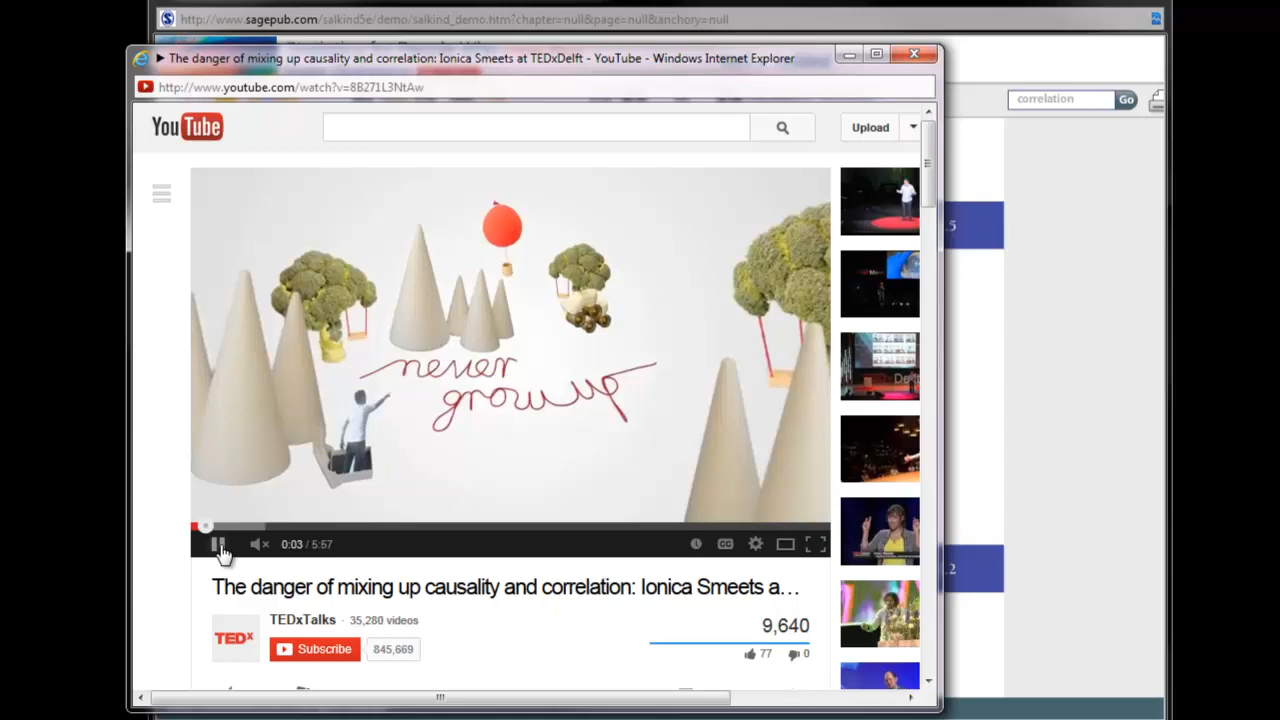 http://www.sagepub.com/salkind5e/demo/salkind_demo.htm?chapter=null&page=null&anchory=null
The danger of mixing up causality and correlation: Ionica Smeets at TEDxDelft - YouTube - Windows Internet Explorer
http://www.youtube.com/watch?v=8B271L3NtAw
correlation
Go
YouTube
Upload
.5
never
grow up
0:03 / 5:57
CC
.2
The danger of mixing up causality and correlation: Ionica Smeets a...
TEDx
TEDxTalks · 35,280 videos
9,640
Subscribe
845,669
77
0